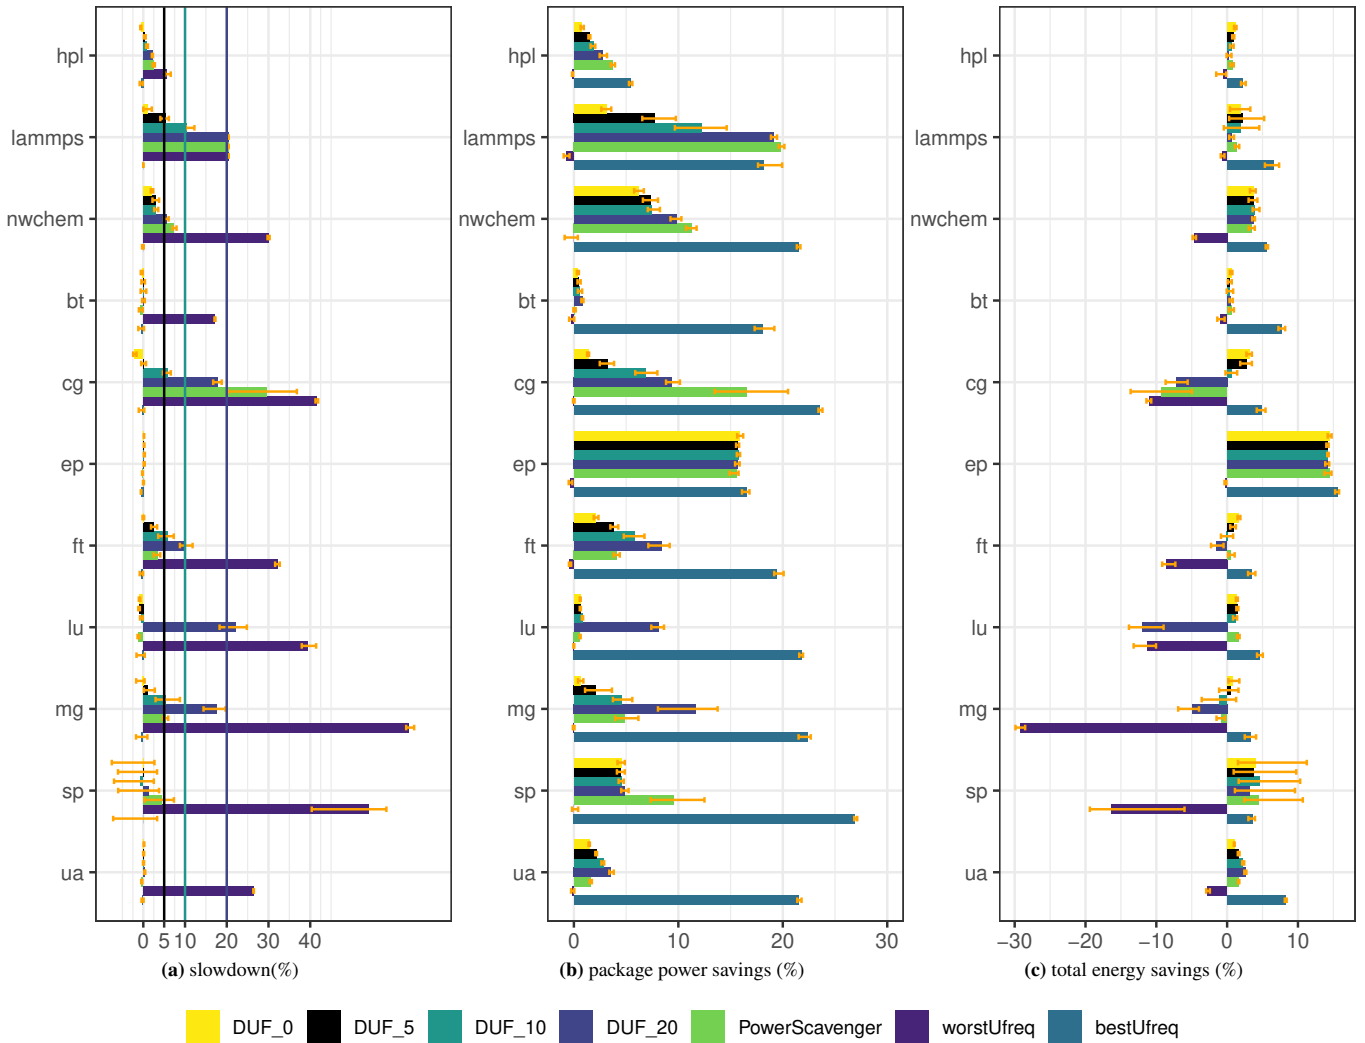 hpl hpl hpl
lammps lammps lammps
nwchem nwchem nwchem
bt bt bt
cg cg cg
ep ep ep
ft ft ft
lu lu lu
mg mg mg
sp sp sp
ua ua ua
0 5 10 20 30 40 0 10 20 30 −30 −20 −10 0 10
(a) slowdown(%) (b) package power savings (%) (c) total energy savings (%)
DUF_0 DUF_5 DUF_10 DUF_20 PowerScavenger worstUfreq bestUfreq